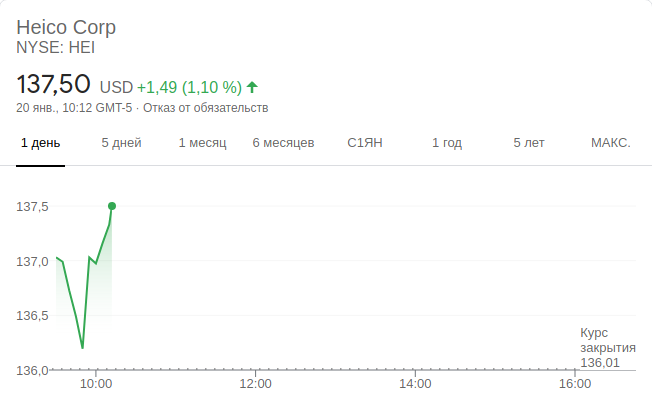 Heico Corp
NYSE: HEI
137,50 USD +1,49 (1,10 %)
20 янв., 10:12 GMT-5 · Отказ от обязательств
1 день 5 дней 1 месяц 6 месяцев С1ЯН 1 год 5 лет МАКС.
137,5
137,0
136,5
136,0
Курс
закрытия
136,01
10:00 12:00 14:00 16:00